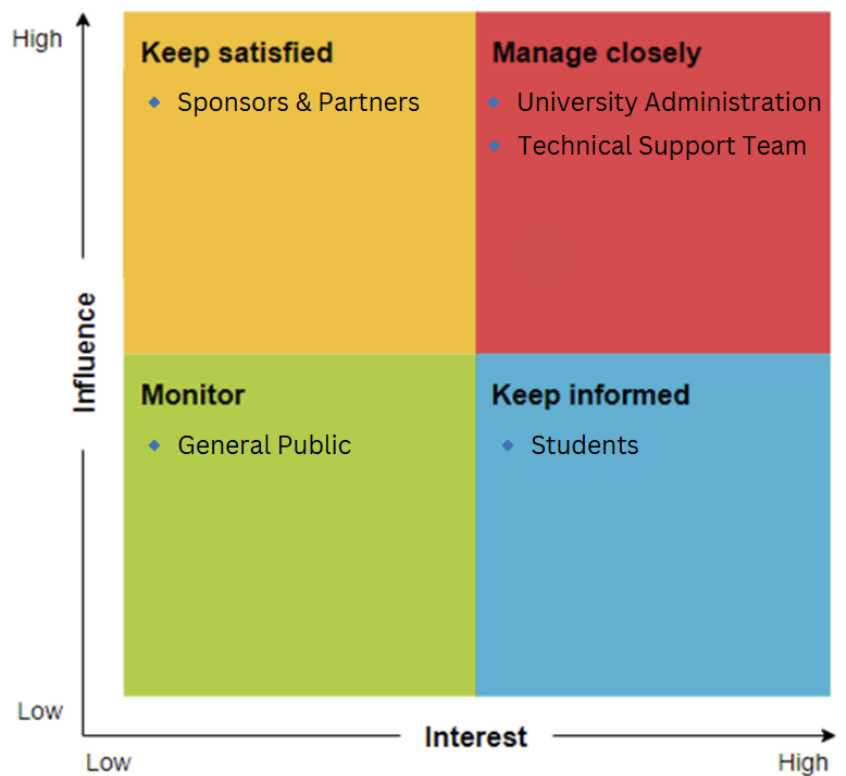 High
Keep satisfied
Sponsors & Partners
Manage closely
University Administration
Technical Support Team
Influence
Monitor
General Public
Keep informed
Students
Low
Interest
Low
High